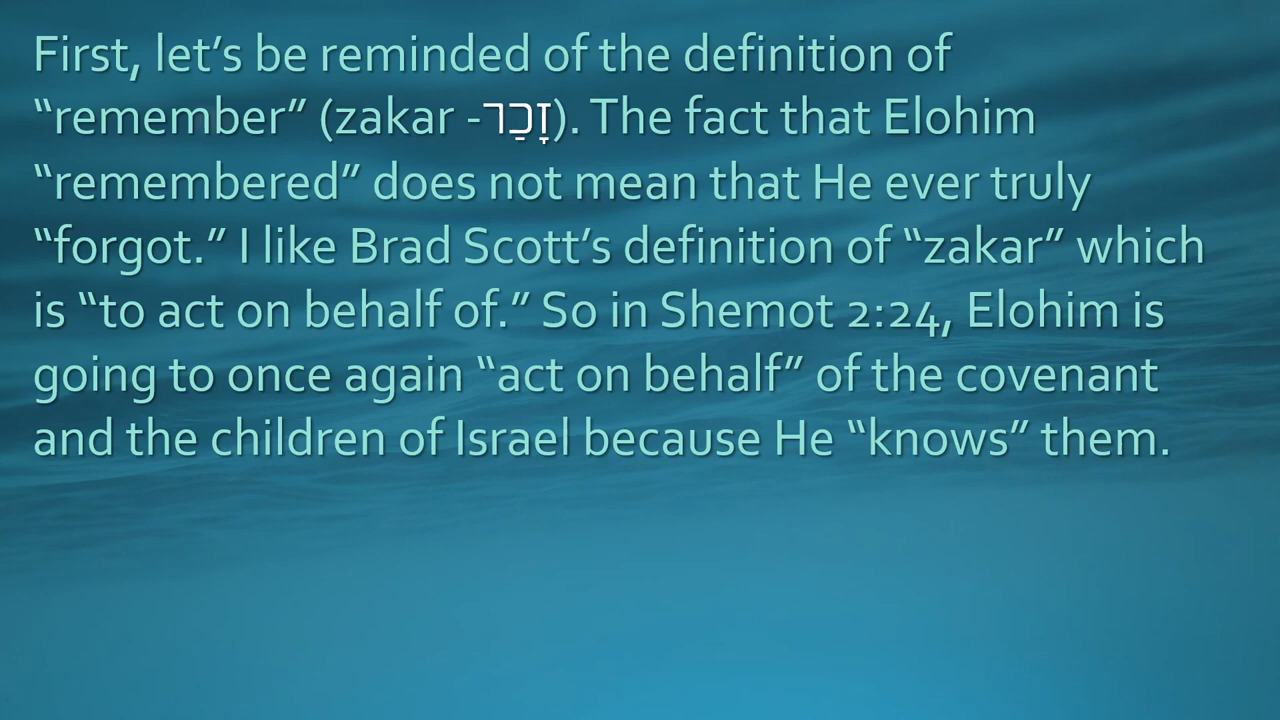 First, let’s be reminded of the definition of
“remember” (zakar -זָכַר). The fact that Elohim
“remembered” does not mean that He ever truly
“forgot.” I like Brad Scott’s definition of “zakar” which
is “to act on behalf of.” So in Shemot 2:24, Elohim is
going to once again “act on behalf” of the covenant
and the children of Israel because He “knows” them.